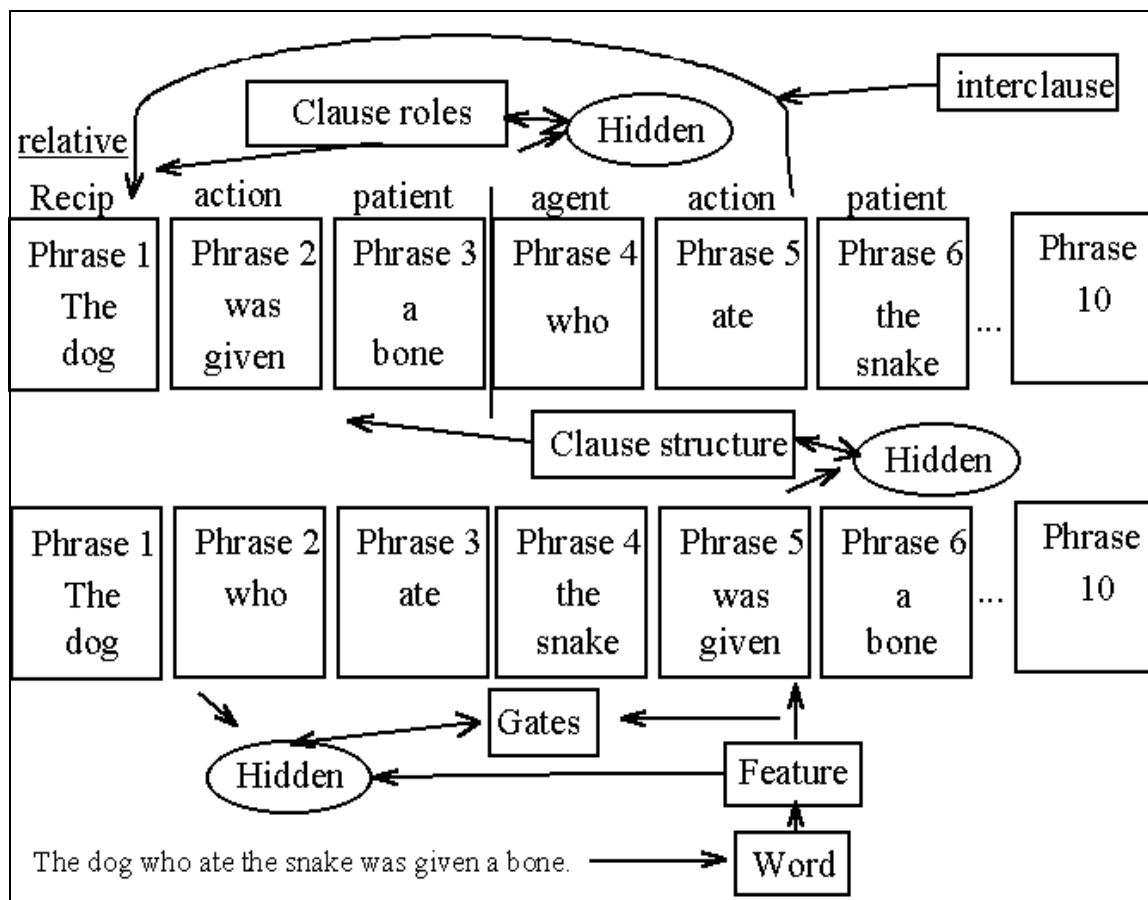 interclause
Clause roles
Hidden
relative
Recip action patient agent action patient
Phrase 1 Phrase 2 Phrase 3 Phrase 4 Phrase 5 Phrase 6 Phrase
The was a who ate the ... 10
dog given bone snake
Clause structure
Hidden
Phrase 1 Phrase 2 Phrase 3 Phrase 4 Phrase 5 Phrase 6 Phrase
The who ate the was a ... 10
dog snake given bone
Gates
Hidden
Feature
The dog who ate the snake was given a bone.
Word